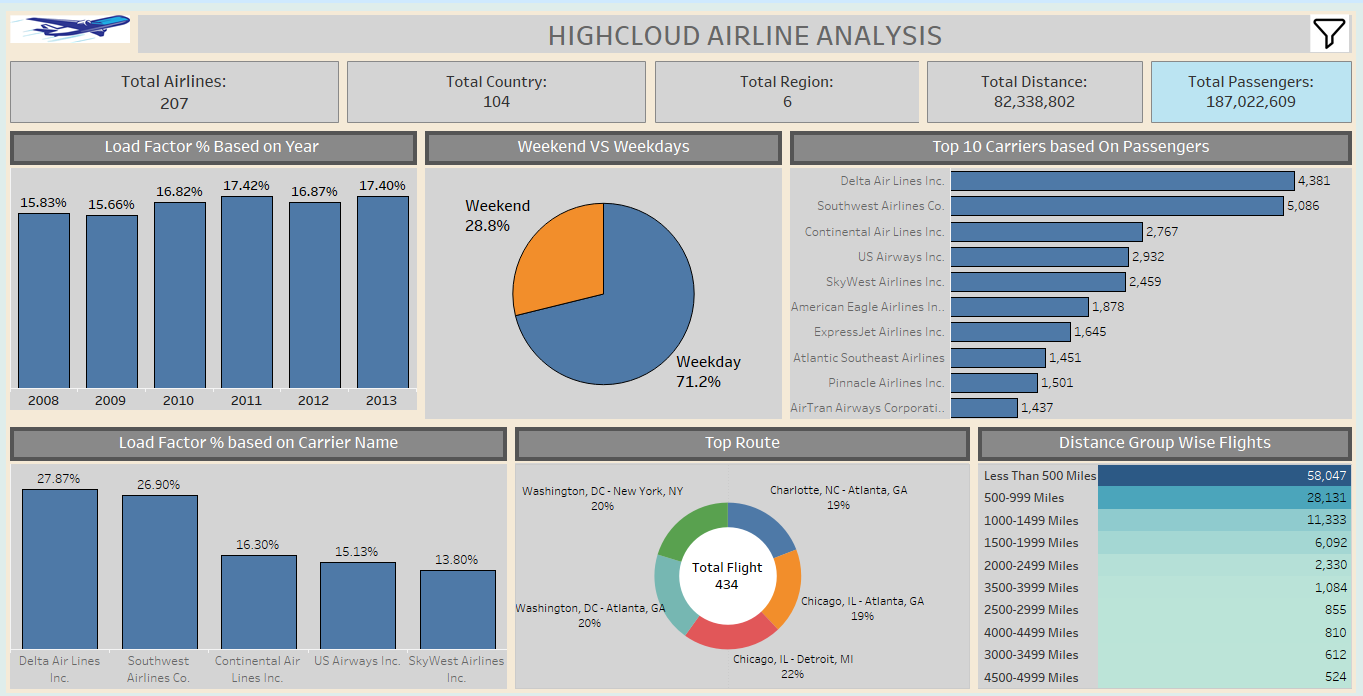 HIGHCLOUD AIRLINE ANALYSIS
Total Airlines:
207
Total Country:
104
Total Region:
6
Total Distance:
82,338,802
Total Passengers:
187,022,609
Load Factor % Based on Year
15.83%
15.66%
16.82%
17.42%
16.87%
17.40%
2008
2009
2010
2011
2012
2013
Weekend VS Weekdays
Weekend
28.8%
Weekday
71.2%
Top 10 Carriers based On Passengers
Delta Air Lines Inc. 4,381
Southwest Airlines Co. 5,086
Continental Air Lines Inc. 2,767
US Airways Inc. 2,932
SkyWest Airlines Inc. 2,459
American Eagle Airlines In.. 1,878
ExpressJet Airlines Inc. 1,645
Atlantic Southeast Airlines 1,451
Pinnacle Airlines Inc. 1,501
AirTran Airways Corporati.. 1,437
Load Factor % based on Carrier Name
27.87%
26.90%
16.30%
15.13%
13.80%
Delta Air Lines
Inc.
Southwest
Airlines Co.
Continental Air
Lines Inc.
US Airways Inc.
SkyWest Airlines
Inc.
Top Route
Washington, DC - New York, NY
20%
Charlotte, NC - Atlanta, GA
19%
Total Flight
434
Washington, DC - Atlanta, GA
20%
Chicago, IL - Atlanta, GA
19%
Chicago, IL - Detroit, MI
22%
Distance Group Wise Flights
Less Than 500 Miles 58,047
500-999 Miles 28,131
1000-1499 Miles 11,333
1500-1999 Miles 6,092
2000-2499 Miles 2,330
3500-3999 Miles 1,084
2500-2999 Miles 855
4000-4499 Miles 810
3000-3499 Miles 612
4500-4999 Miles 524